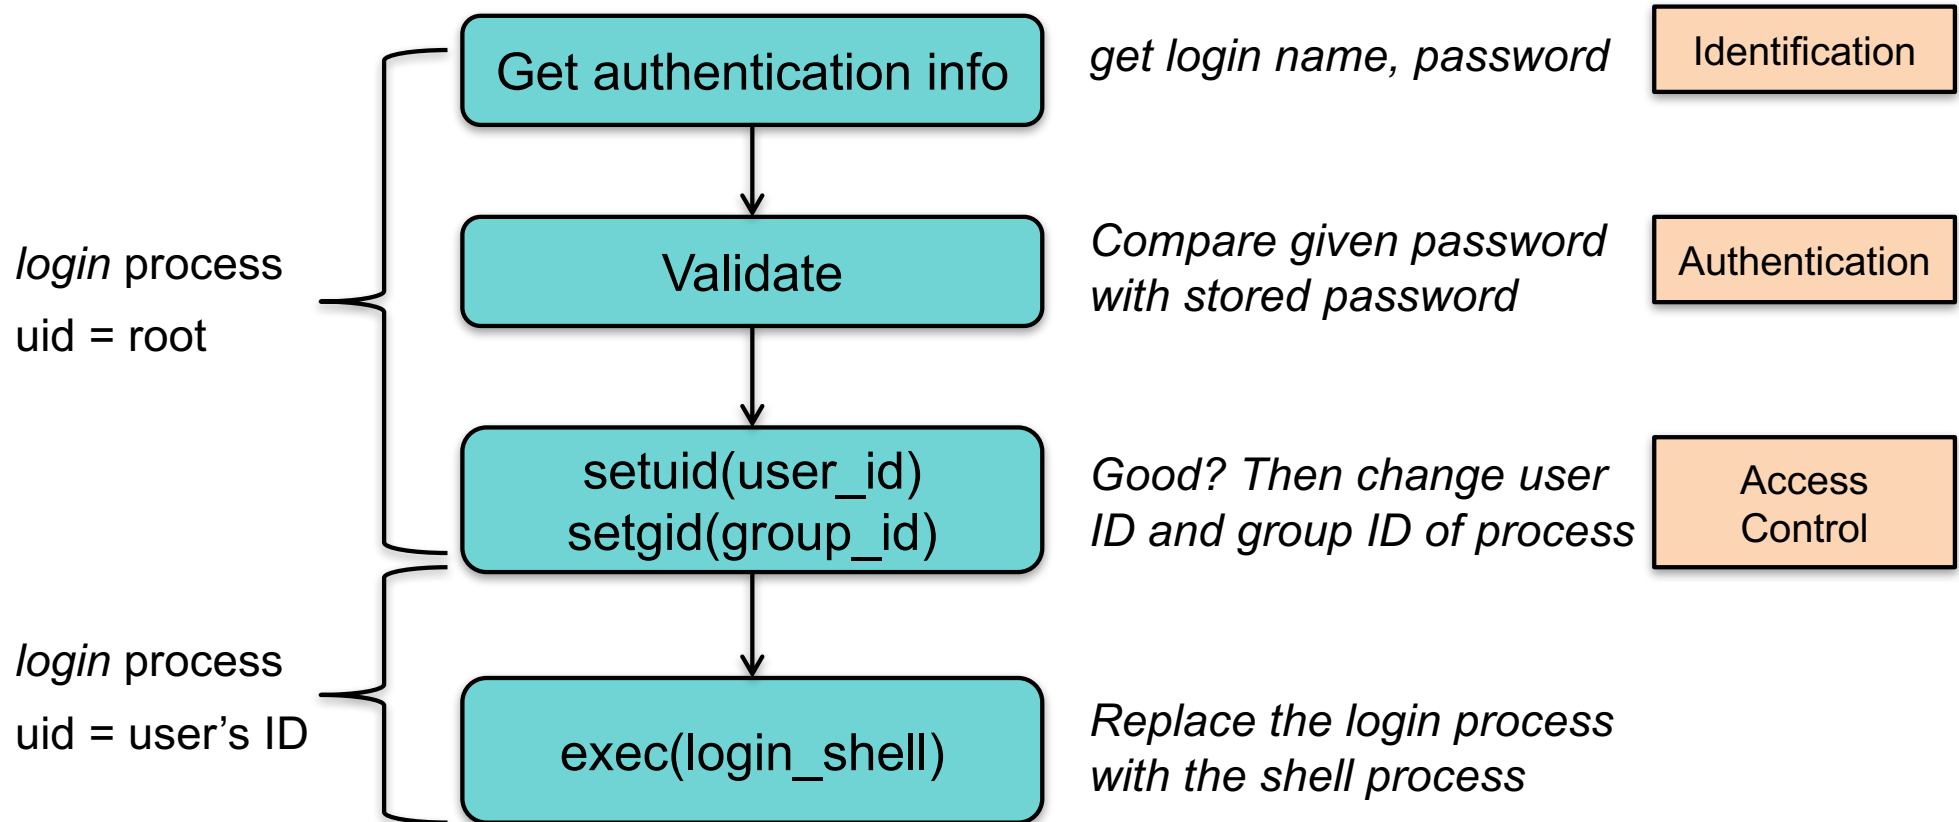 Get authentication info
get login name, password
Identification
login process
uid = root
Validate
Compare given password
with stored password
Authentication
setuid(user_id)
setgid(group_id)
Good? Then change user
ID and group ID of process
Access
Control
login process
uid = user’s ID
exec(login_shell)
Replace the login process
with the shell process